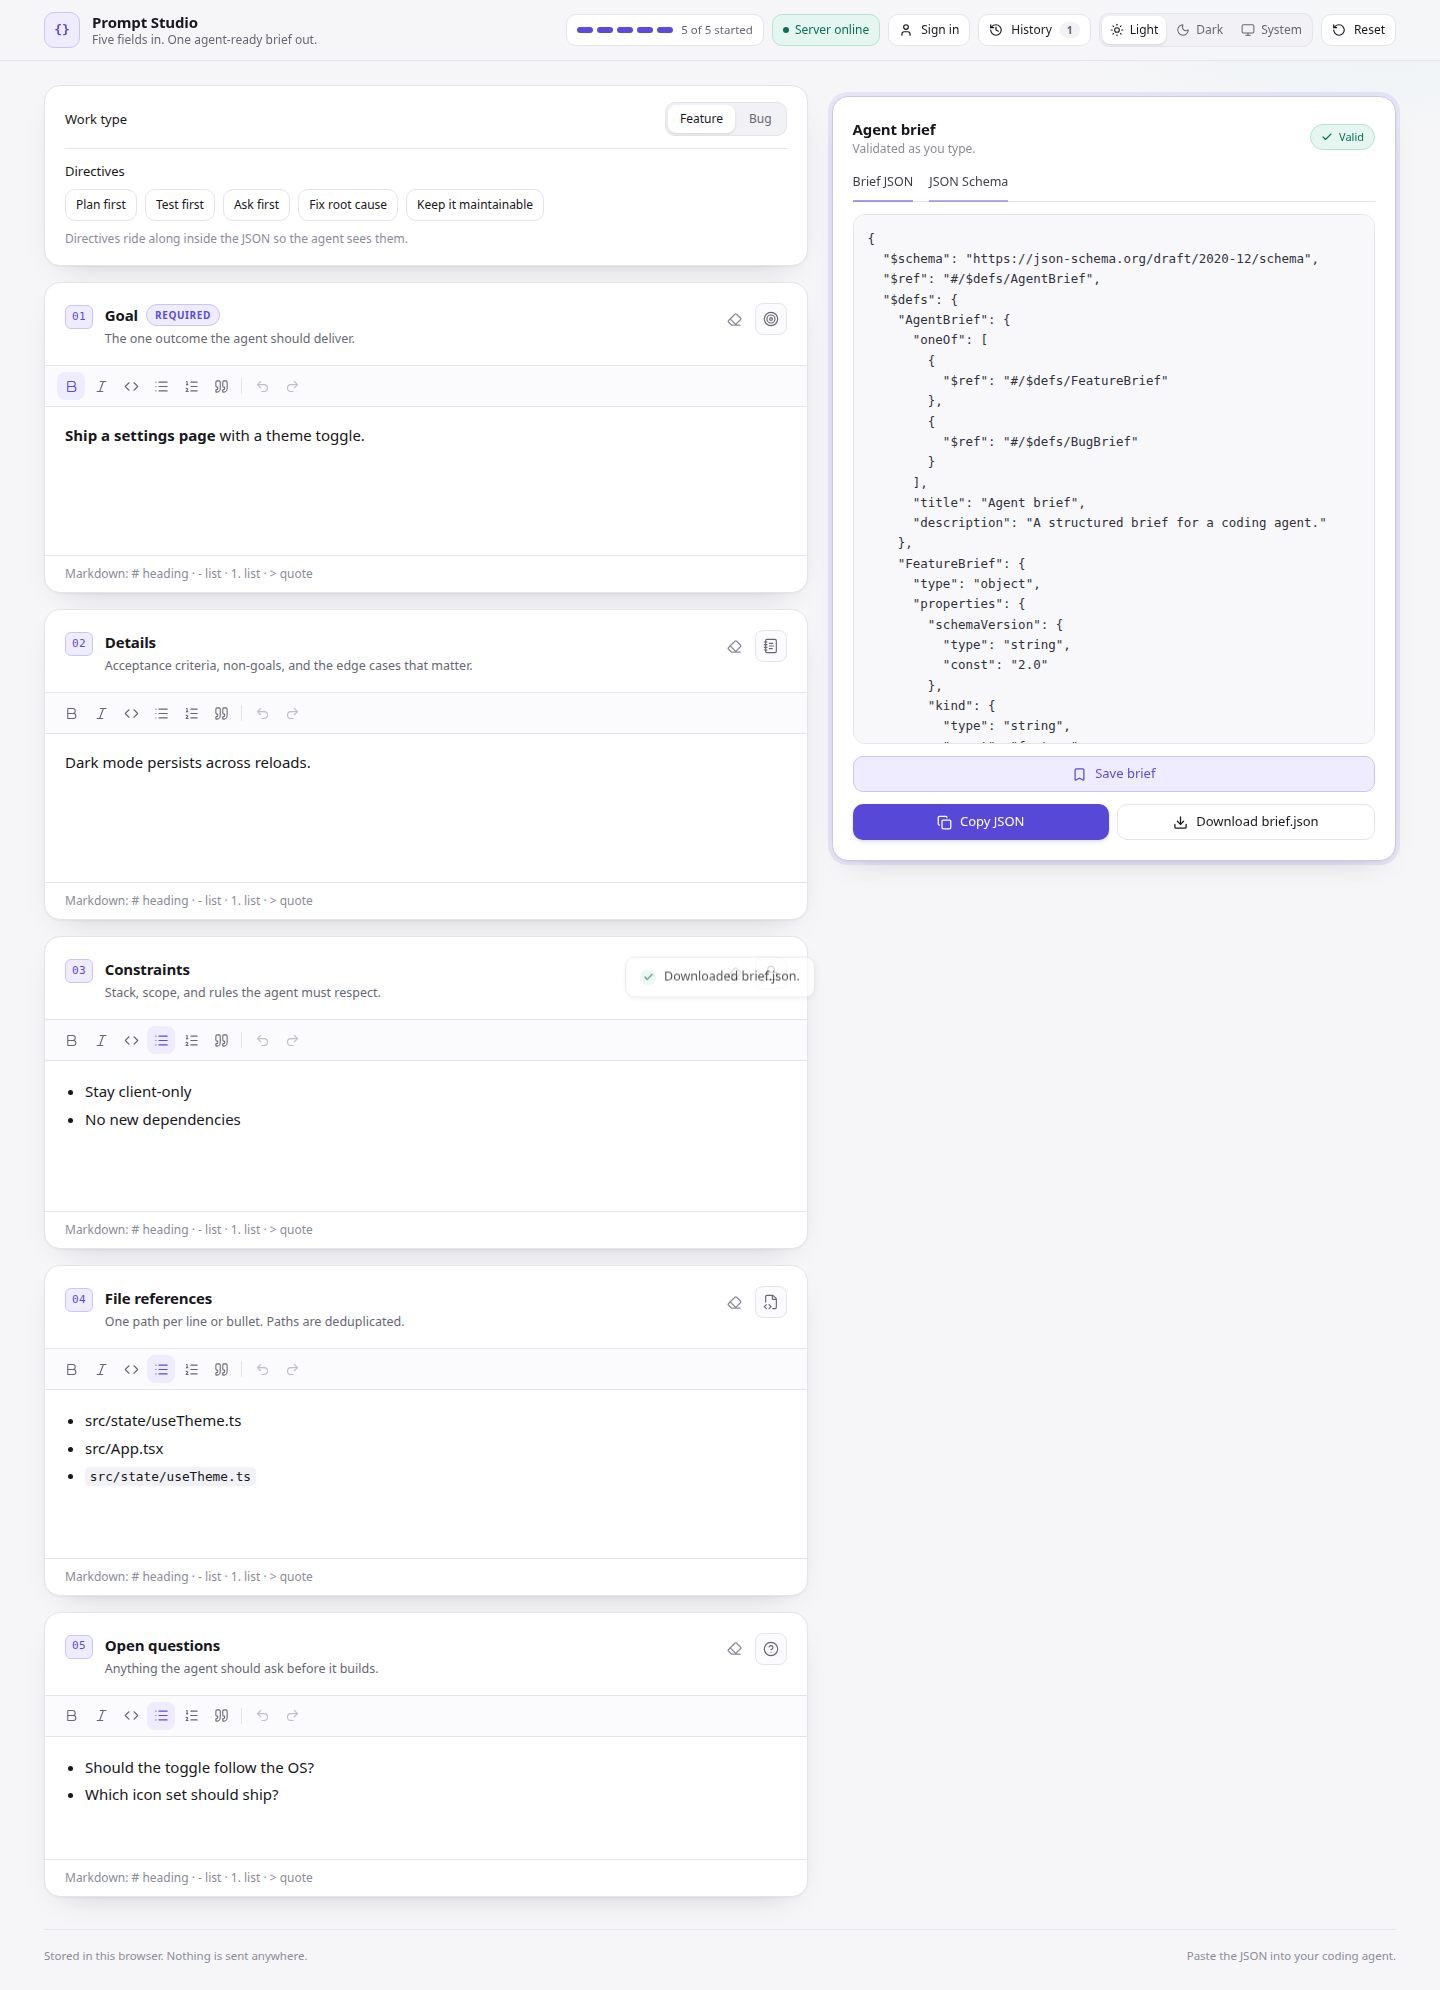 {}
Prompt Studio
Five fields in. One agent-ready brief out.
5 of 5 started
Server online
Sign in
History 1
Light
Dark
System
Reset
Work type
Feature
Bug
Directives
Plan first
Test first
Ask first
Fix root cause
Keep it maintainable
Directives ride along inside the JSON so the agent sees them.
01
Goal
REQUIRED
The one outcome the agent should deliver.
Ship a settings page with a theme toggle.
Markdown: # heading · - list · 1. list · > quote
02
Details
Acceptance criteria, non-goals, and the edge cases that matter.
Dark mode persists across reloads.
Markdown: # heading · - list · 1. list · > quote
03
Constraints
Stack, scope, and rules the agent must respect.
Downloaded brief.json.
• Stay client-only
• No new dependencies
Markdown: # heading · - list · 1. list · > quote
04
File references
One path per line or bullet. Paths are deduplicated.
• src/state/useTheme.ts
• src/App.tsx
• src/state/useTheme.ts
Markdown: # heading · - list · 1. list · > quote
05
Open questions
Anything the agent should ask before it builds.
• Should the toggle follow the OS?
• Which icon set should ship?
Markdown: # heading · - list · 1. list · > quote
Agent brief
Validated as you type.
Valid
Brief JSON
JSON Schema
{
  "$schema": "https://json-schema.org/draft/2020-12/schema",
  "$ref": "#/$defs/AgentBrief",
  "$defs": {
    "AgentBrief": {
      "oneOf": [
        {
          "$ref": "#/$defs/FeatureBrief"
        },
        {
          "$ref": "#/$defs/BugBrief"
        }
      ],
      "title": "Agent brief",
      "description": "A structured brief for a coding agent."
    },
    "FeatureBrief": {
      "type": "object",
      "properties": {
        "schemaVersion": {
          "type": "string",
          "const": "2.0"
        },
        "kind": {
          "type": "string",
Save brief
Copy JSON
Download brief.json
Stored in this browser. Nothing is sent anywhere.
Paste the JSON into your coding agent.